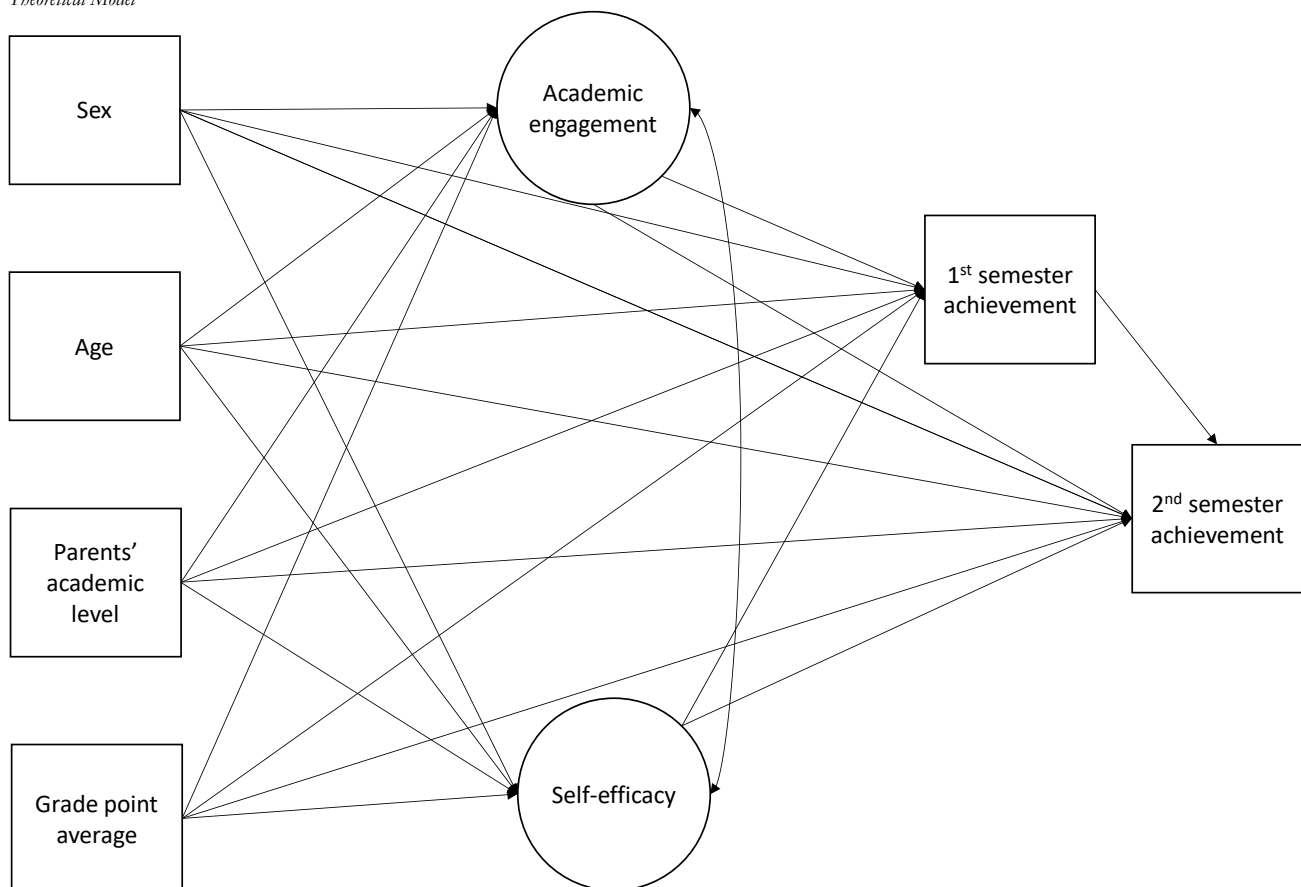 Theoretical Model
Sex
Academic
engagement
Age
1st semester
achievement
Parents’
academic
level
2nd semester
achievement
Grade point
average
Self-efficacy